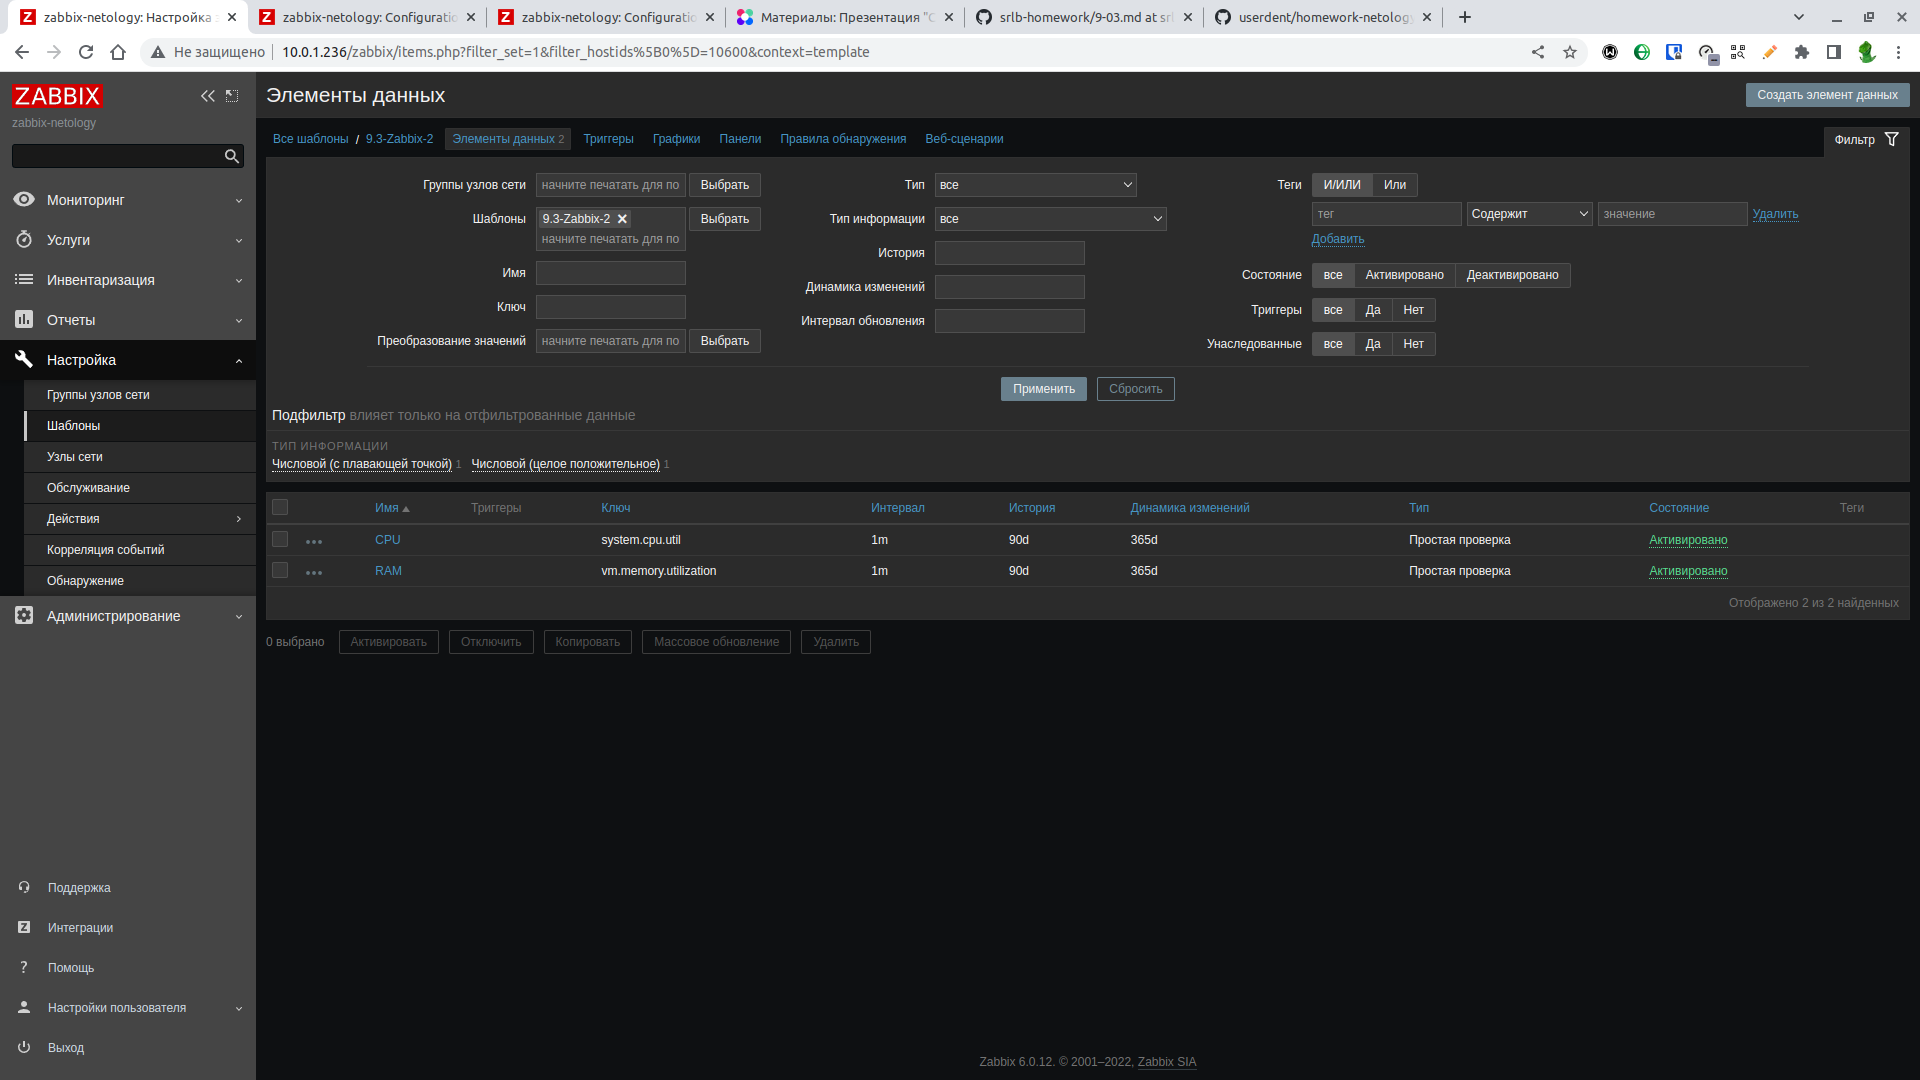 zabbix-netology: Настройка
zabbix-netology: Configuratio
zabbix-netology: Configuratio
Материалы: Презентация "С
srlb-homework/9-03.md at srl
userdent/homework-netology
Не защищено
10.0.1.236/zabbix/items.php?filter_set=1&filter_hostids%5B0%5D=10600&context=template
ZABBIX
zabbix-netology
Мониторинг
Услуги
Инвентаризация
Отчеты
Настройка
Группы узлов сети
Шаблоны
Узлы сети
Обслуживание
Действия
Корреляция событий
Обнаружение
Администрирование
Поддержка
Интеграции
Помощь
Настройки пользователя
Выход
Элементы данных
Создать элемент данных
Все шаблоны / 9.3-Zabbix-2 Элементы данных 2 Триггеры Графики Панели Правила обнаружения Веб-сценарии
Фильтр
Группы узлов сети начните печатать для по Выбрать
Шаблоны 9.3-Zabbix-2 Выбрать
начните печатать для по
Имя
Ключ
Преобразование значений начните печатать для по Выбрать
Тип все
Тип информации все
История
Динамика изменений
Интервал обновления
Теги И/ИЛИ Или
тег Содержит значение Удалить
Добавить
Состояние все Активировано Деактивировано
Триггеры все Да Нет
Унаследованные все Да Нет
Применить Сбросить
Подфильтр влияет только на отфильтрованные данные
ТИП ИНФОРМАЦИИ
Числовой (с плавающей точкой) 1 Числовой (целое положительное) 1
Имя Триггеры Ключ Интервал История Динамика изменений Тип Состояние Теги
CPU system.cpu.util 1m 90d 365d Простая проверка Активировано
RAM vm.memory.utilization 1m 90d 365d Простая проверка Активировано
Отображено 2 из 2 найденных
0 выбрано Активировать Отключить Копировать Массовое обновление Удалить
Zabbix 6.0.12. © 2001–2022, Zabbix SIA